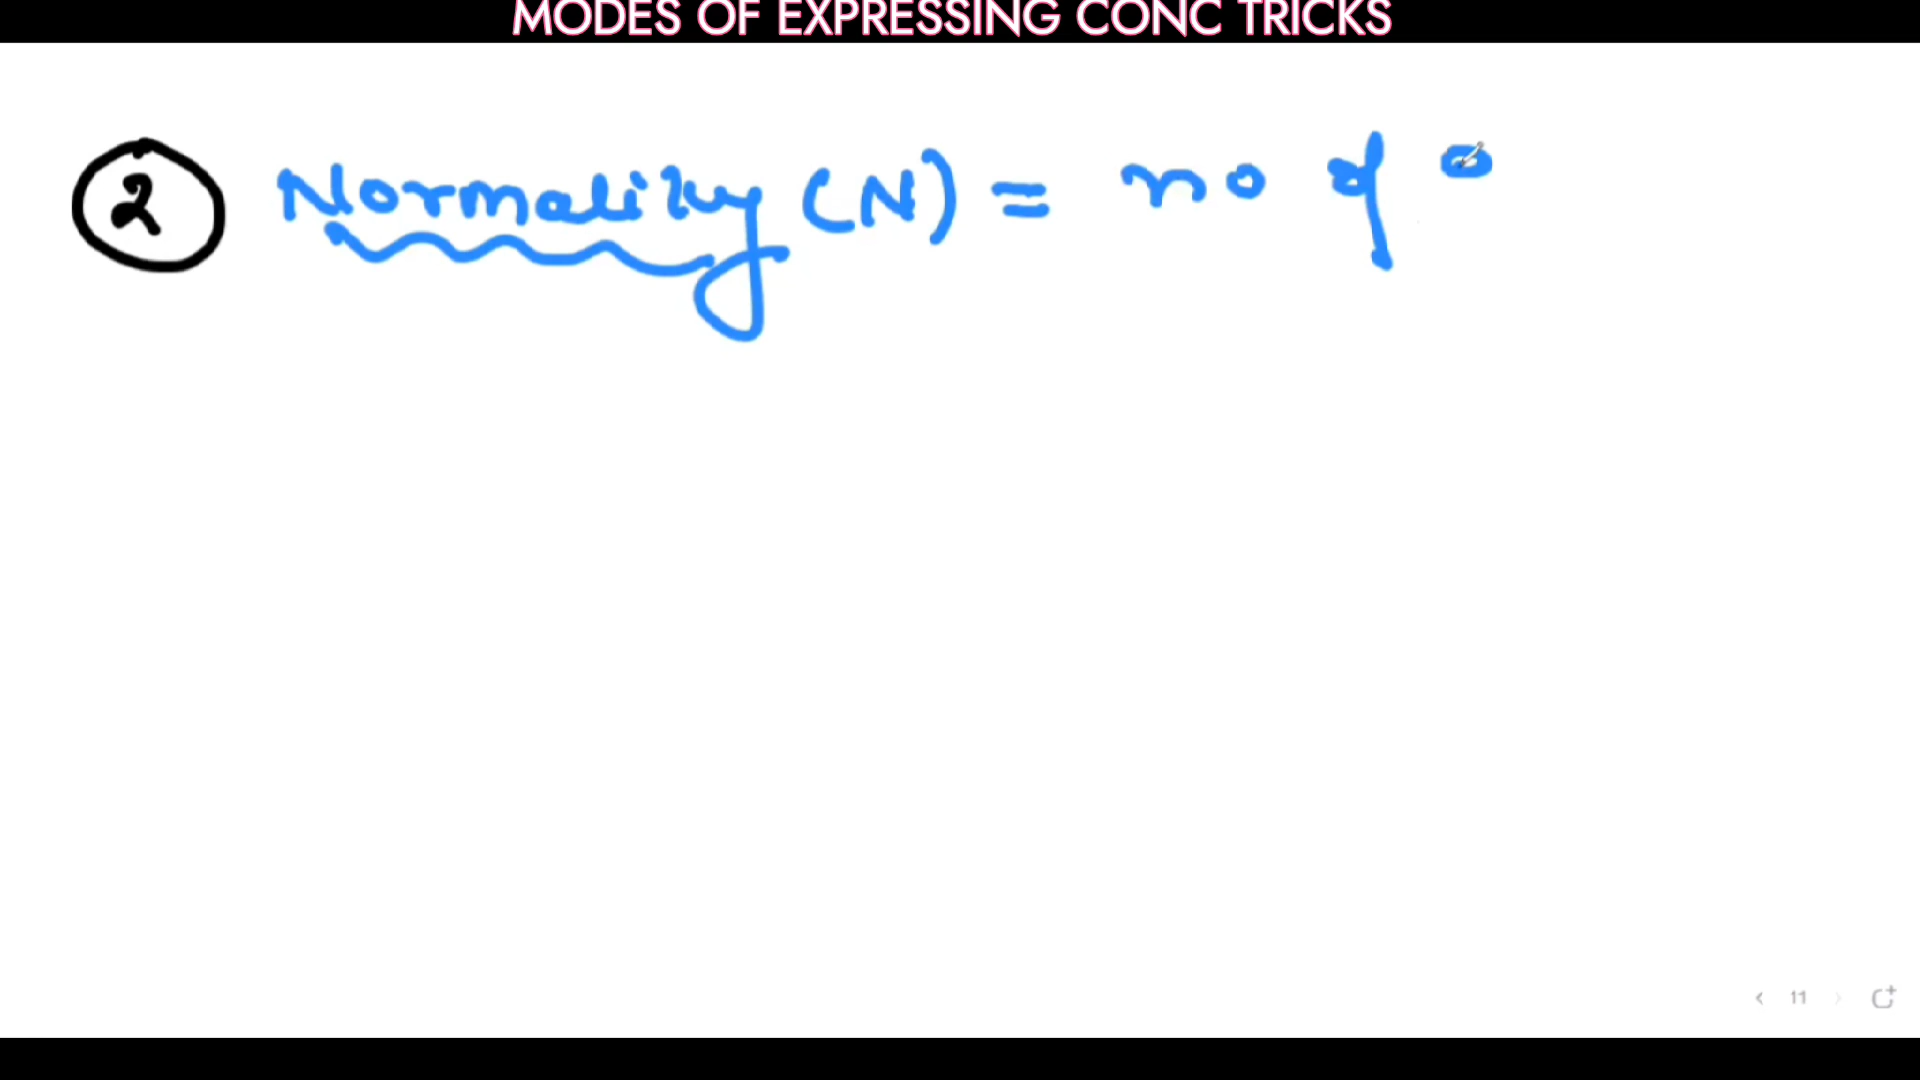 MODES OF EXPRESSING CONC TRICKS
2 Normality (N) = no of
11